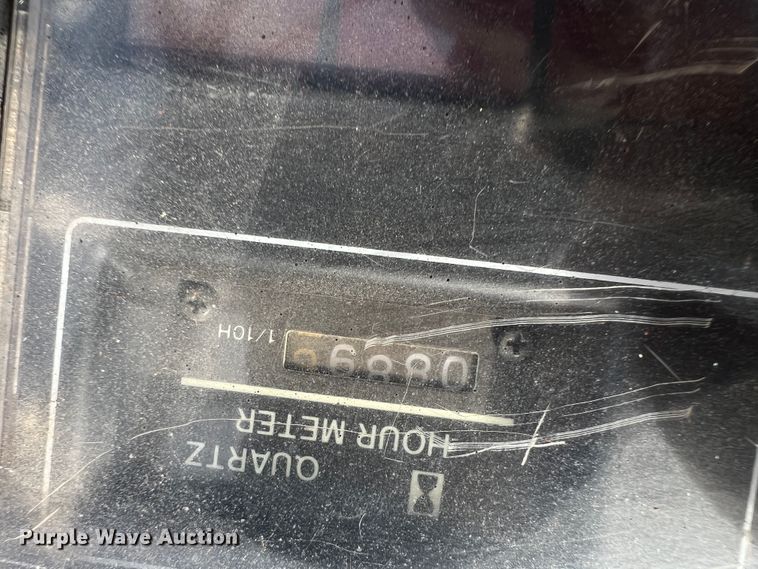 QUARTZ
HOUR METER
1/10H
Purple Wave Auction